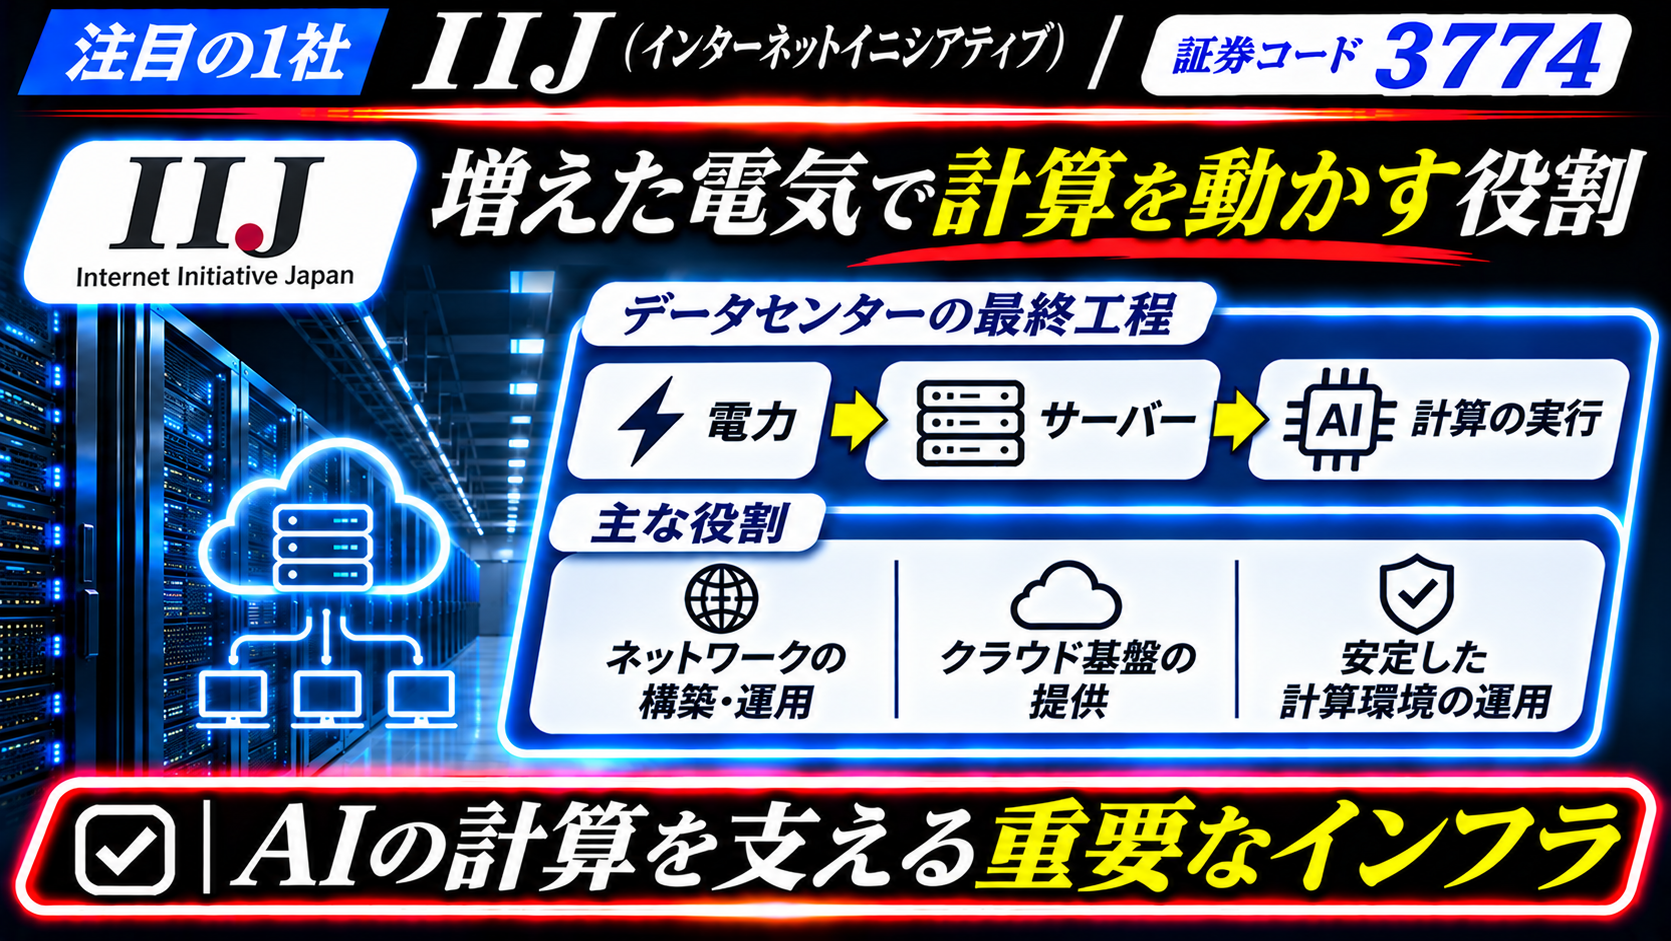 注目の1社
IIJ（インターネットイニシアティブ）/
証券コード 3774
IIJ
Internet Initiative Japan
増えた電気で計算を動かす役割
データセンターの最終工程
電力
サーバー
AI
計算の実行
主な役割
ネットワークの
構築・運用
クラウド基盤の
提供
安定した
計算環境の運用
AIの計算を支える重要なインフラ